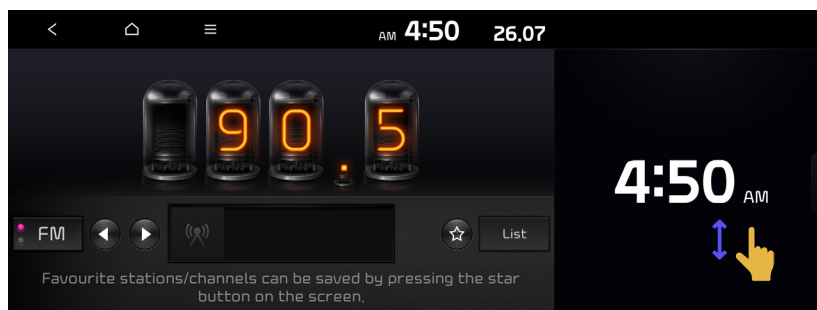 AM 4:50 26.07
90.5
4:50 AM
FM List
Favourite stations/channels can be saved by pressing the star
button on the screen.